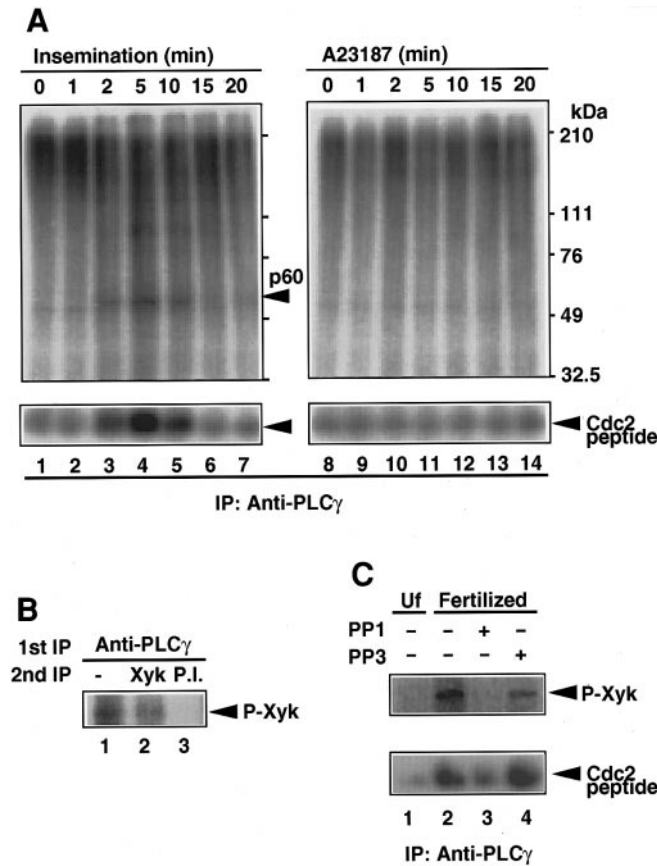 A
Insemination (min)
0 1 2 5 10 15 20
A23187 (min)
0 1 2 5 10 15 20
kDa
210
111
76
p60
49
32.5
Cdc2
peptide
1 2 3 4 5 6 7
8 9 10 11 12 13 14
IP: Anti-PLCγ
B
1st IP Anti-PLCγ
2nd IP - Xyk P.I.
P-Xyk
1 2 3
C
Uf Fertilized
PP1 - - + -
PP3 - - - +
P-Xyk
Cdc2
peptide
1 2 3 4
IP: Anti-PLCγ